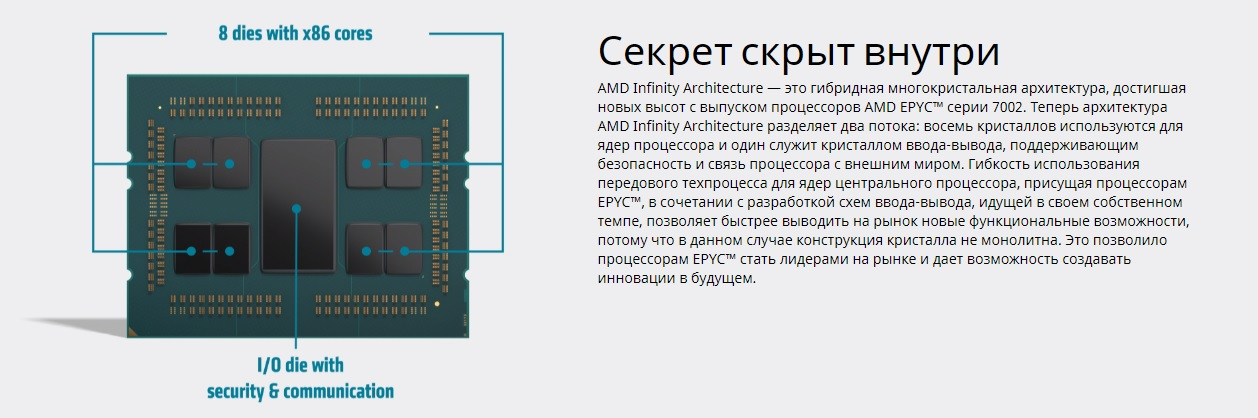 8 dies with x86 cores
I/O die with
security & communication
Секрет скрыт внутри
AMD Infinity Architecture — это гибридная многокристальная архитектура, достигшая
новых высот с выпуском процессоров AMD EPYC™ серии 7002. Теперь архитектура
AMD Infinity Architecture разделяет два потока: восемь кристаллов используются для
ядер процессора и один служит кристаллом ввода-вывода, поддерживающим
безопасность и связь процессора с внешним миром. Гибкость использования
передового техпроцесса для ядер центрального процессора, присущая процессорам
EPYC™, в сочетании с разработкой схем ввода-вывода, идущей в своем собственном
темпе, позволяет быстрее выводить на рынок новые функциональные возможности,
потому что в данном случае конструкция кристалла не монолитна. Это позволило
процессорам EPYC™ стать лидерами на рынке и дает возможность создавать
инновации в будущем.